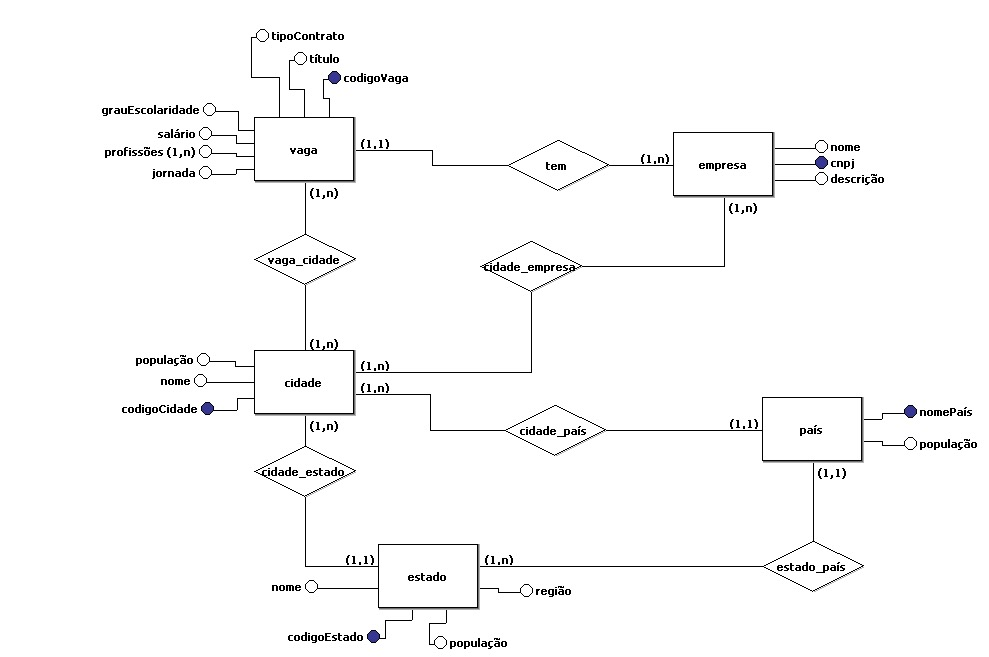 tipoContrato
título
codigoVaga
grauEscolaridade
salário
profissões (1,n)
jornada
vaga
(1,1)
tem
(1,n)
empresa
nome
cnpj
descrição
(1,n)
(1,n)
vaga_cidade
cidade_empresa
(1,n)
população
nome
codigoCidade
cidade
(1,n)
(1,n)
(1,n)
cidade_país
(1,1)
país
nomePaís
população
(1,1)
cidade_estado
(1,1)
estado
(1,n)
estado_país
nome
região
codigoEstado
população